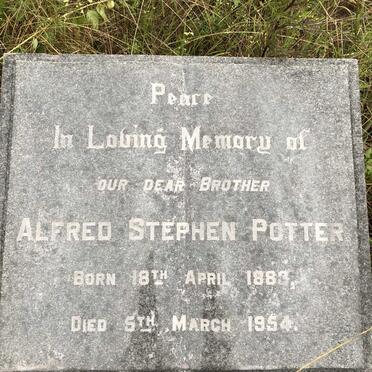 Peace
In Loving Memory of
OUR DEAR BROTHER
ALFRED STEPHEN POTTER
BORN 18TH APRIL 1883,
DIED 5TH MARCH 1954.